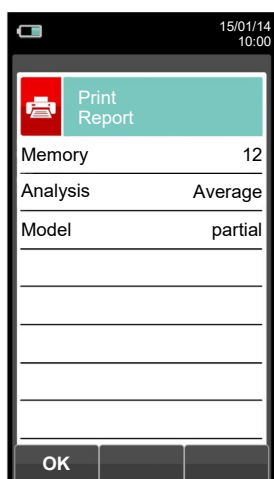 15/01/14
10:00
Print
Report
Memory 12
Analysis Average
Model partial
OK